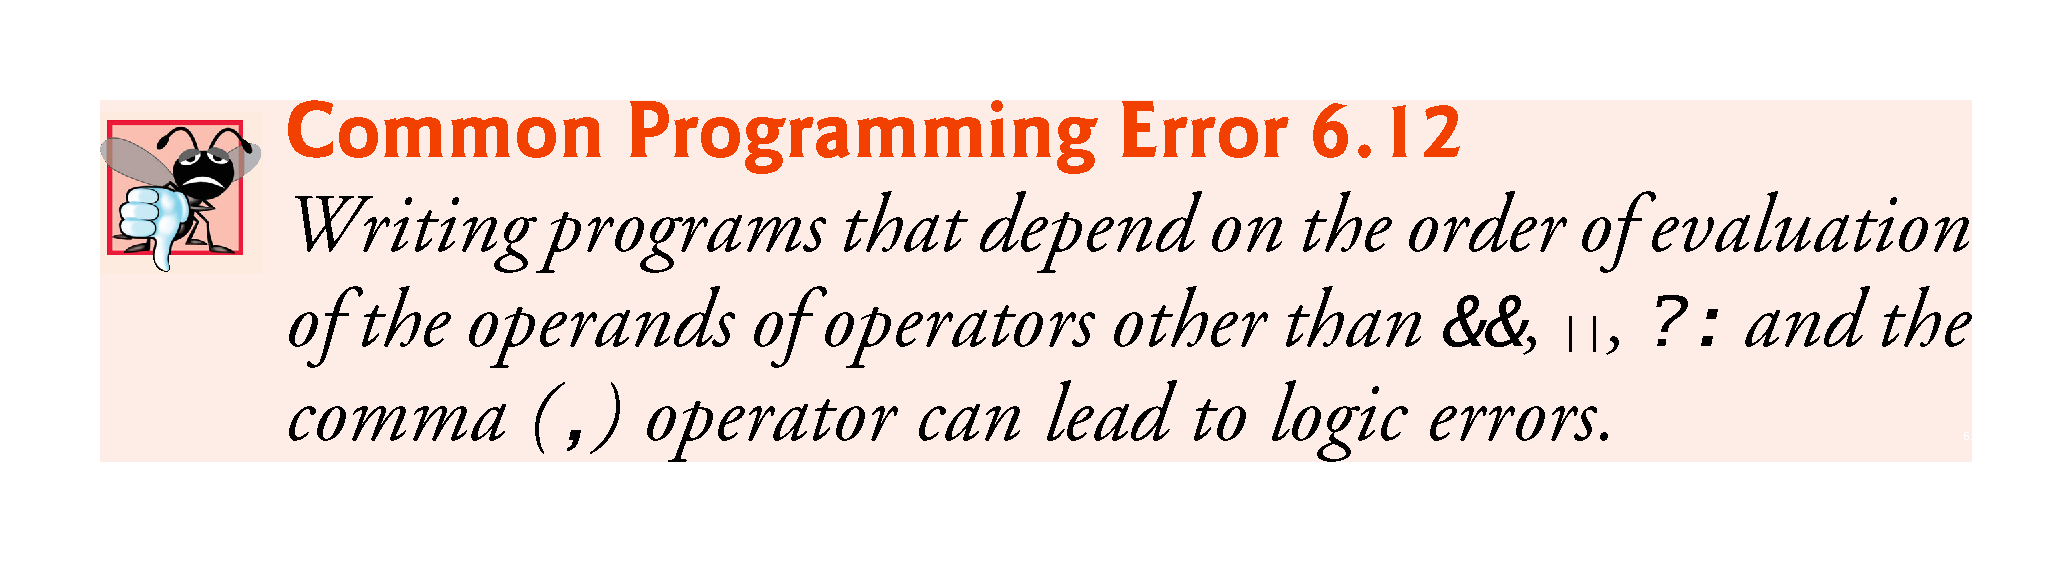 Common Programming Error 6.12
Writing programs that depend on the order of evaluation
of the operands of operators other than &&, ||, ?: and the
comma (,) operator can lead to logic errors.